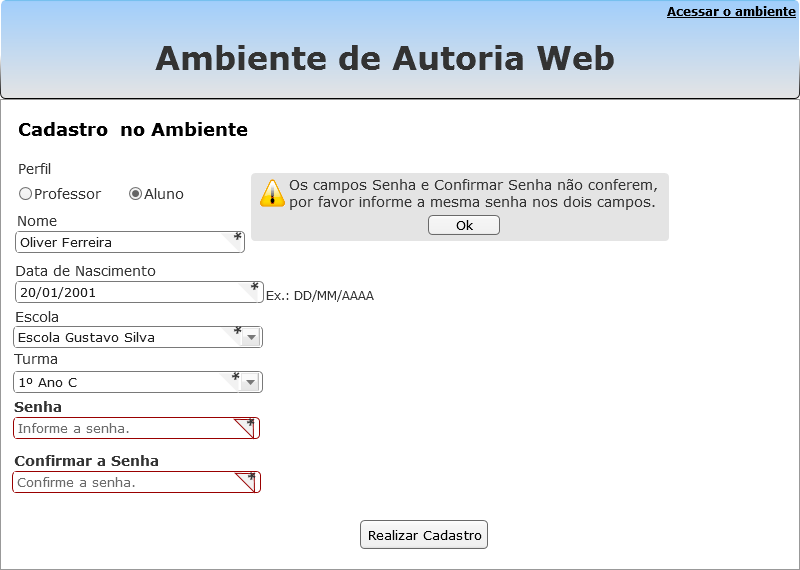 Acessar o ambiente
Ambiente de Autoria Web
Cadastro no Ambiente
Perfil
Professor Aluno
Os campos Senha e Confirmar Senha não conferem,
por favor informe a mesma senha nos dois campos.
Ok
Nome
Oliver Ferreira *
Data de Nascimento
20/01/2001 * Ex.: DD/MM/AAAA
Escola
Escola Gustavo Silva *
Turma
1º Ano C *
Senha
Informe a senha. *
Confirmar a Senha
Confirme a senha. *
Realizar Cadastro